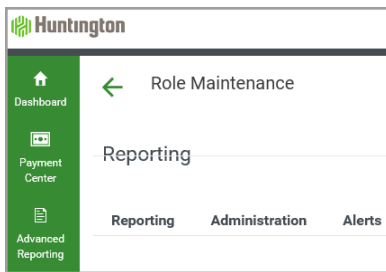 Huntington
Dashboard
Role Maintenance
Payment
Center
Reporting
Advanced
Reporting
Reporting Administration Alerts